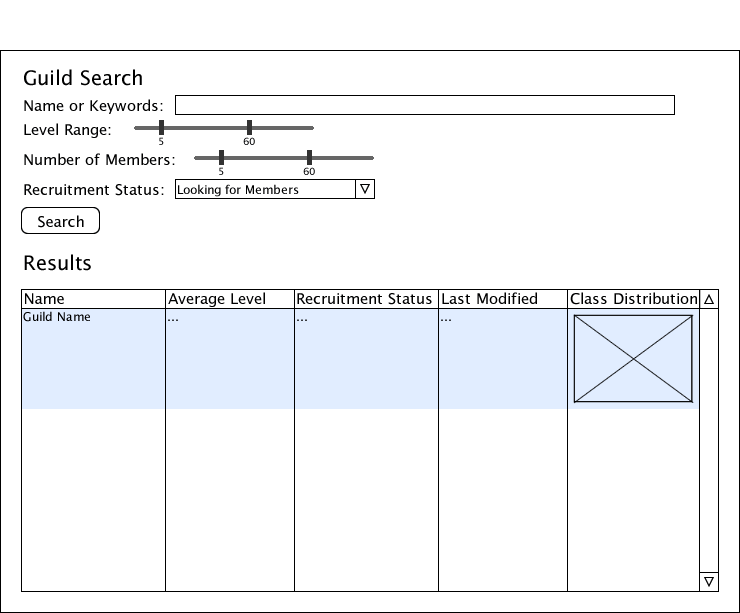 Guild Search
Name or Keywords:
Level Range:
5 60
Number of Members:
5 60
Recruitment Status: Looking for Members
Search
Results
Name Average Level Recruitment Status Last Modified Class Distribution
Guild Name ... ... ...